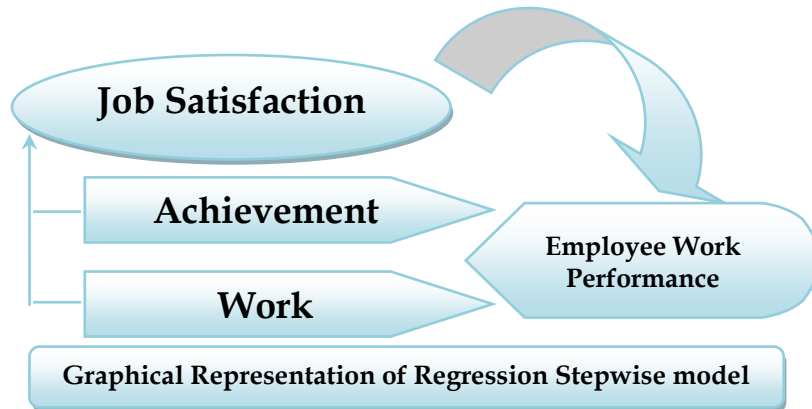 Job Satisfaction
Achievement
Work
Employee Work
Performance
Graphical Representation of Regression Stepwise model